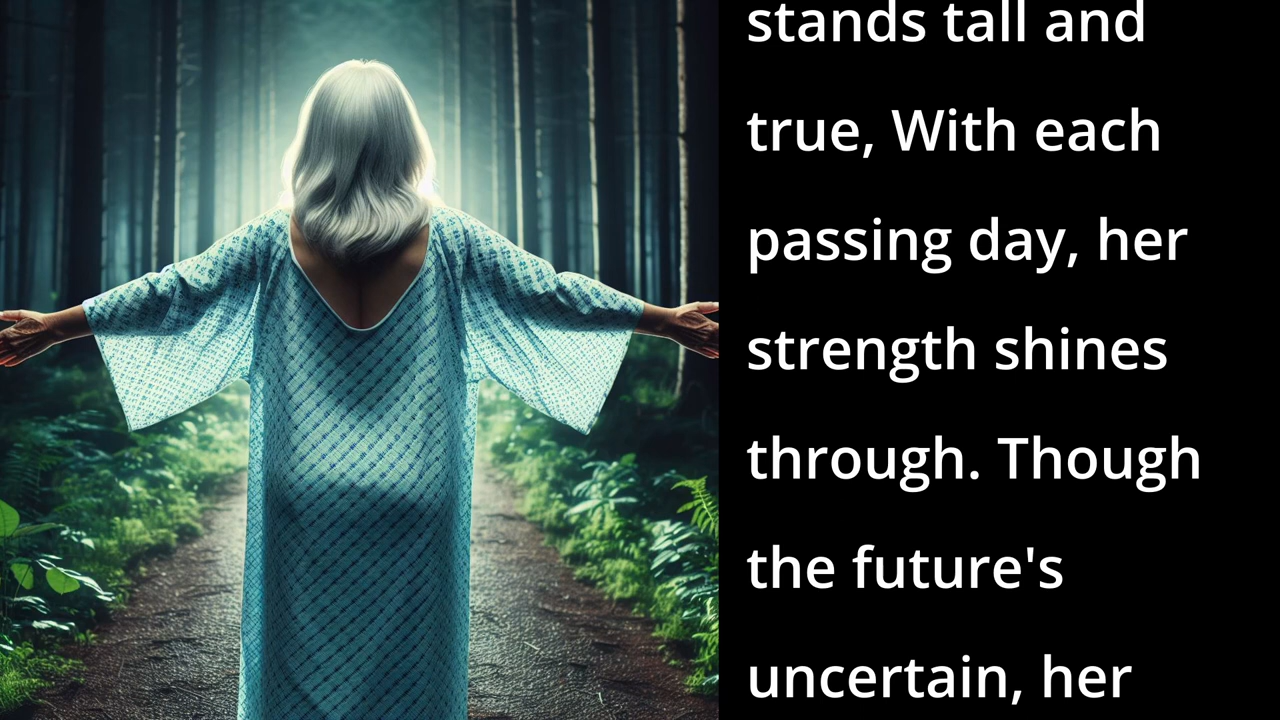 stands tall and
true, With each
passing day, her
strength shines
through. Though
the future's
uncertain, her